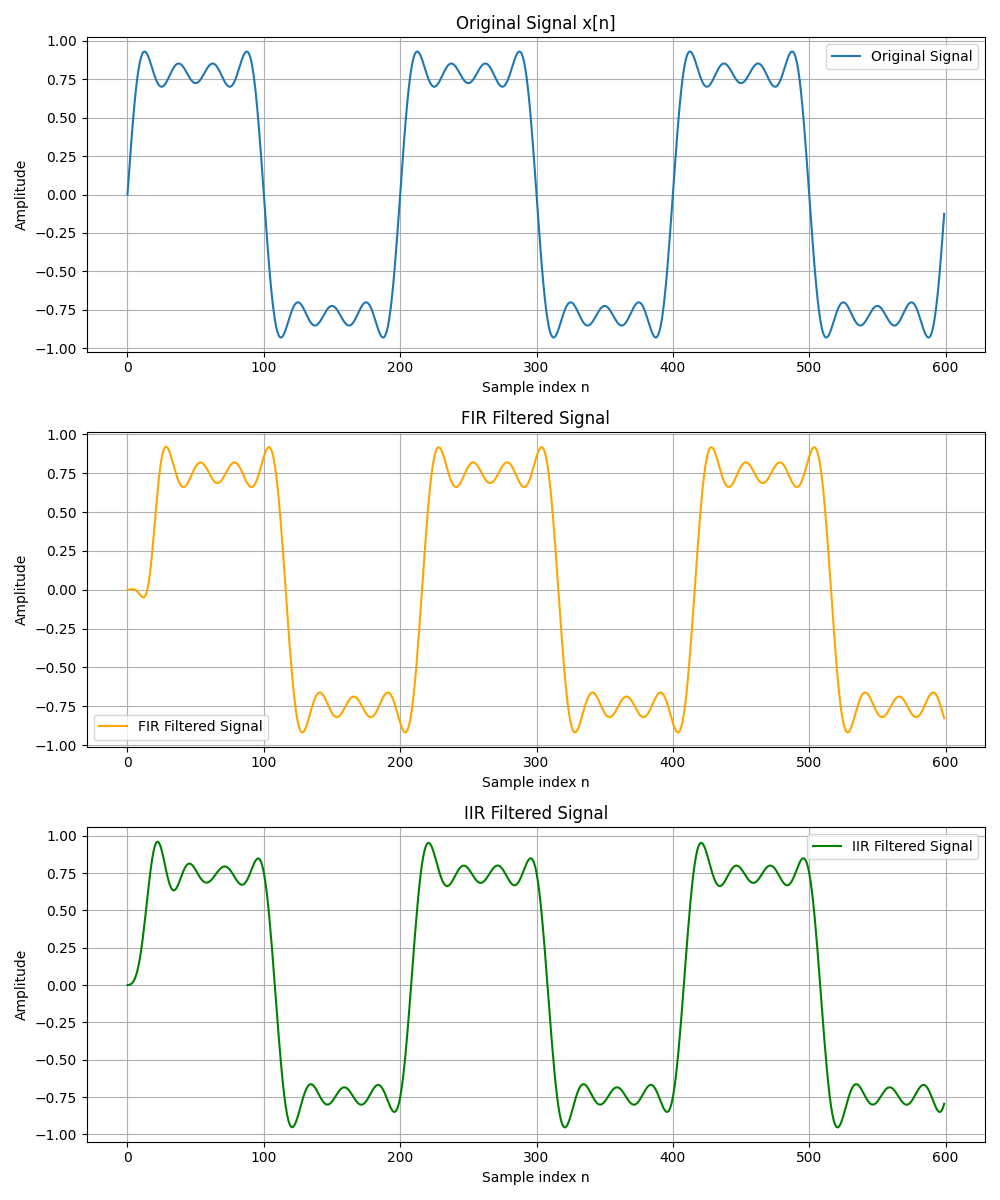 Original Signal x[n]
1.00
0.75
0.50
0.25
0.00
−0.25
−0.50
−0.75
−1.00
Amplitude
Original Signal
0 100 200 300 400 500 600
Sample index n
FIR Filtered Signal
1.00
0.75
0.50
0.25
0.00
−0.25
−0.50
−0.75
−1.00
Amplitude
FIR Filtered Signal
0 100 200 300 400 500 600
Sample index n
IIR Filtered Signal
1.00
0.75
0.50
0.25
0.00
−0.25
−0.50
−0.75
−1.00
Amplitude
IIR Filtered Signal
0 100 200 300 400 500 600
Sample index n